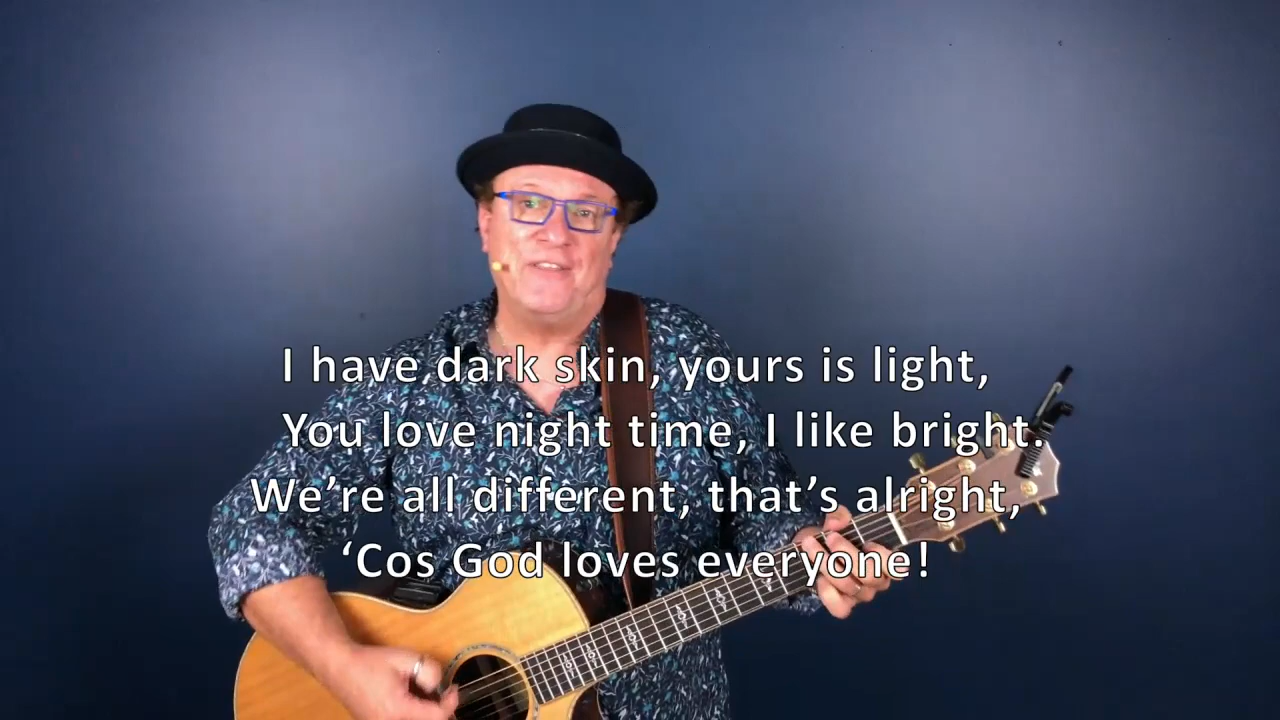 I have dark skin, yours is light,
You love night time, I like bright.
We’re all different, that’s alright,
‘Cos God loves everyone!